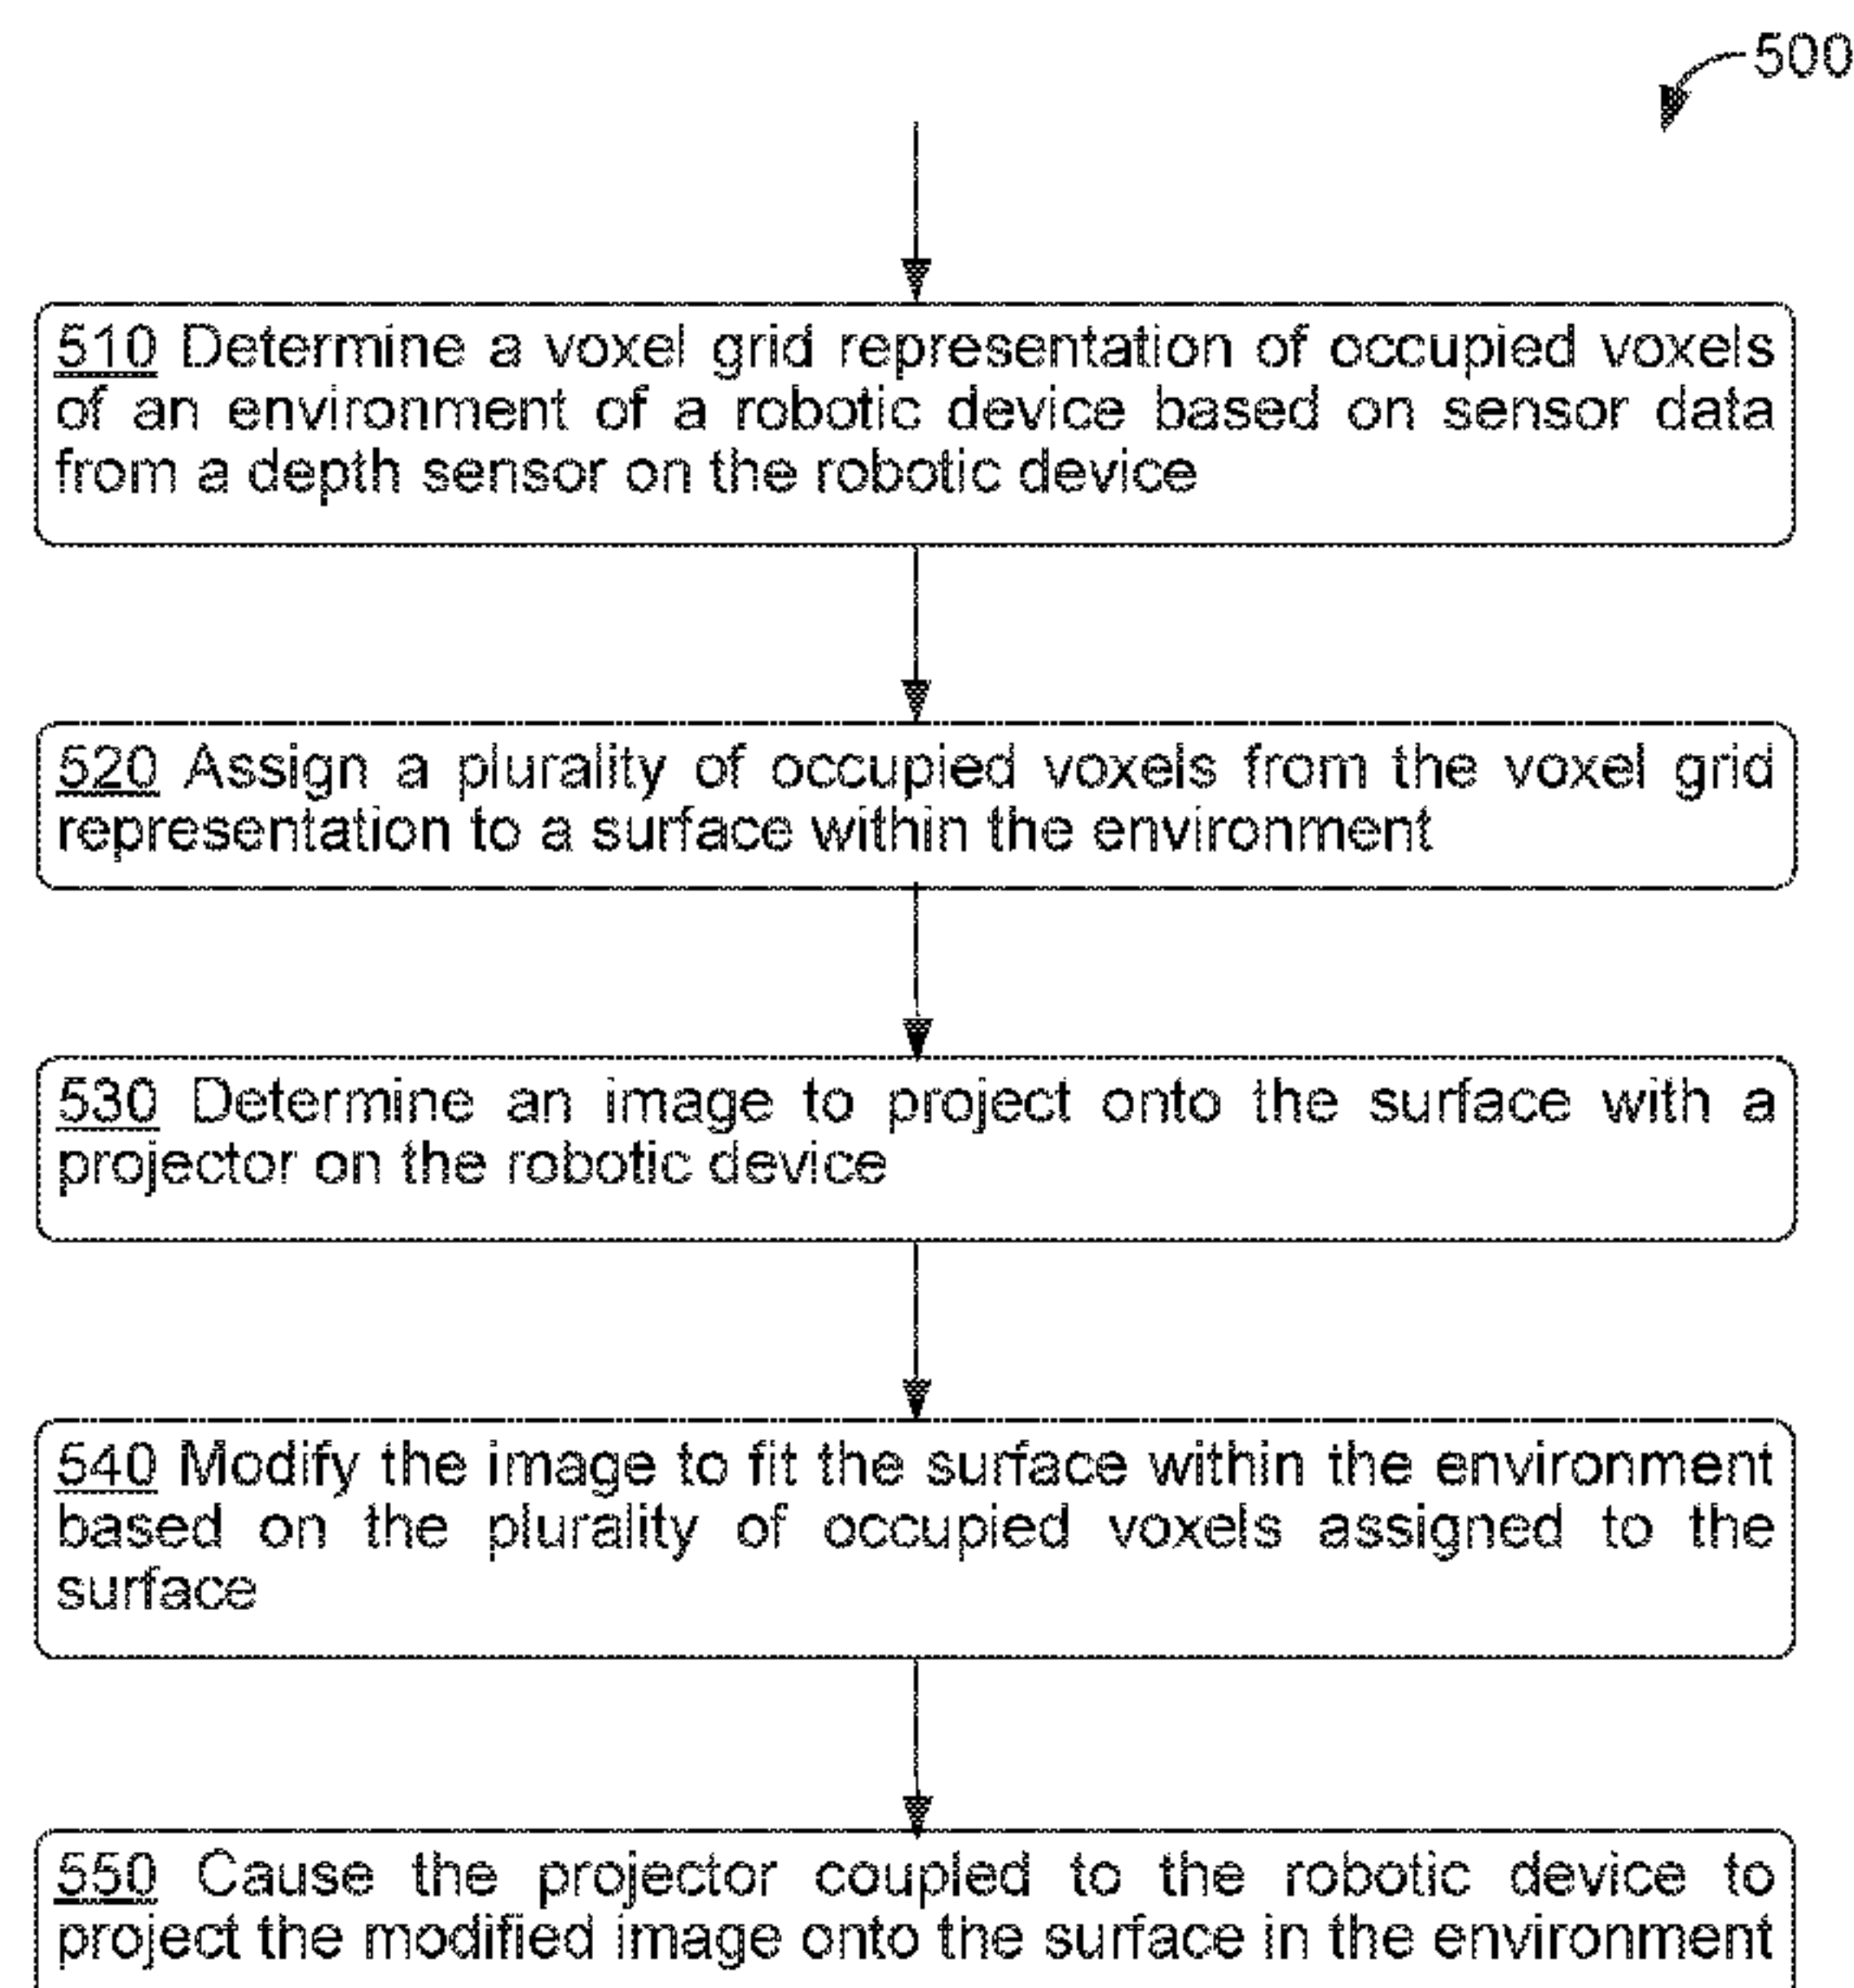 500
510 Determine a voxel grid representation of occupied voxels
of an environment of a robotic device based on sensor data
from a depth sensor on the robotic device
520 Assign a plurality of occupied voxels from the voxel grid
representation to a surface within the environment
530 Determine an image to project onto the surface with a
projector on the robotic device
540 Modify the image to fit the surface within the environment
based on the plurality of occupied voxels assigned to the
surface
550 Cause the projector coupled to the robotic device to
project the modified image onto the surface in the environment